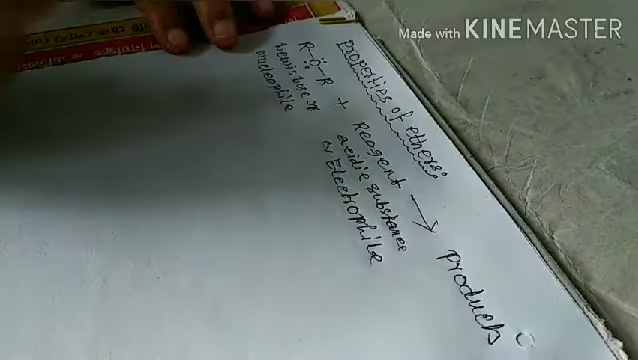 Made with KINEMASTER
Properties of ethers:
R-Ö-R + Reagent → products
Lewis base or acidic substance
nucleophile or Electrophile